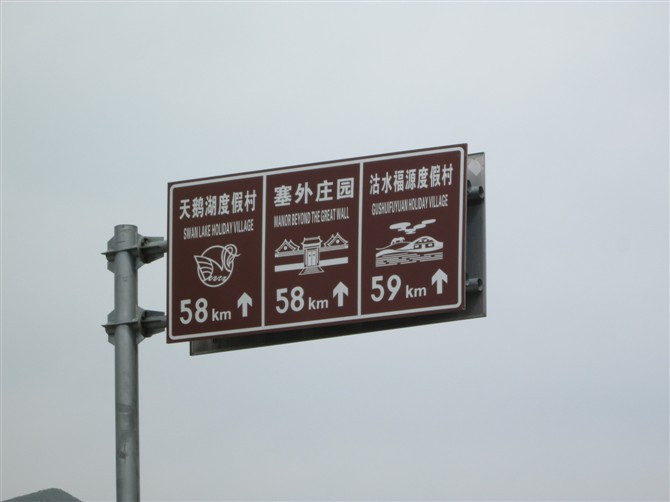 天鹅湖度假村
SWAN LAKE HOLIDAY VILLAGE
58 km
塞外庄园
MANOR BEYOND THE GREAT WALL
58 km
沽水福源度假村
GUSHUIFUYUAN HOLIDAY VILLAGE
59 km